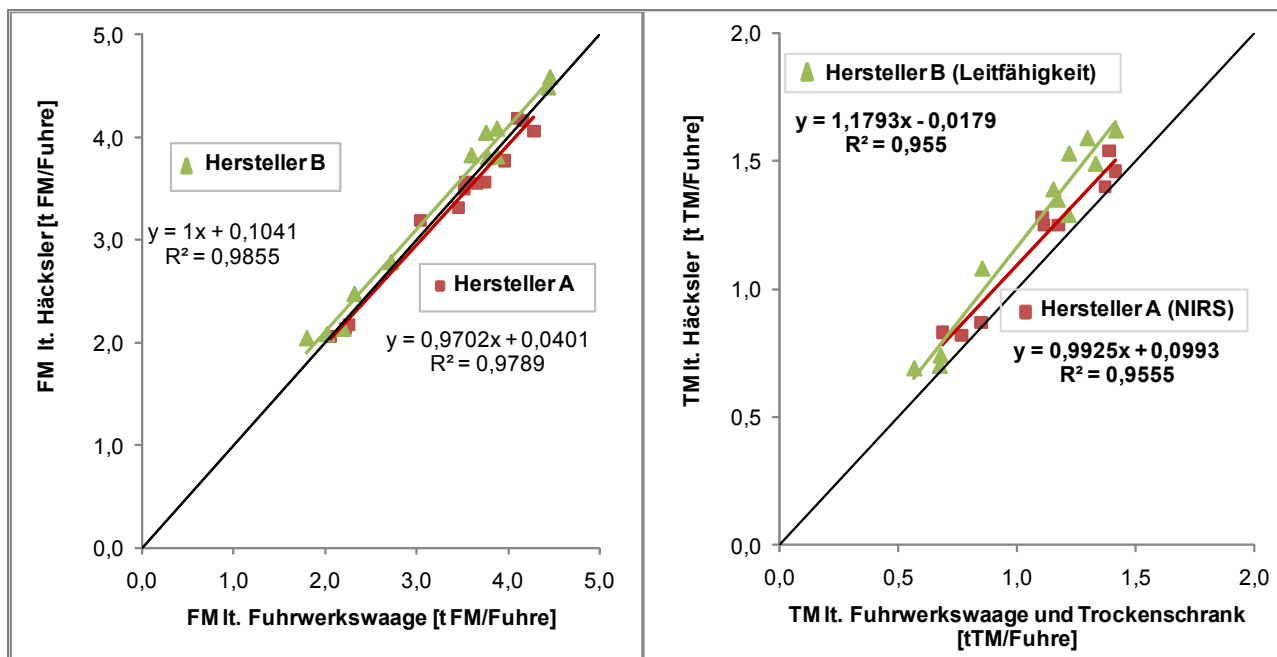 5,0
4,0
3,0
2,0
1,0
0,0
FM lt. Häcksler [t FM/Fuhre]
Hersteller B
y = 1x + 0,1041
R² = 0,9855
Hersteller A
y = 0,9702x + 0,0401
R² = 0,9789
0,0 1,0 2,0 3,0 4,0 5,0
FM lt. Fuhrwerkswaage [t FM/Fuhre]
2,0
1,5
1,0
0,5
0,0
TM lt. Häcksler [t TM/Fuhre]
Hersteller B (Leitfähigkeit)
y = 1,1793x - 0,0179
R² = 0,955
Hersteller A (NIRS)
y = 0,9925x + 0,0993
R² = 0,9555
0,0 0,5 1,0 1,5 2,0
TM lt. Fuhrwerkswaage und Trockenschrank
[tTM/Fuhre]